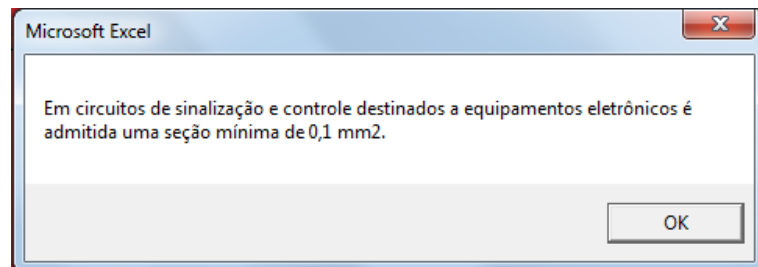 Microsoft Excel
Em circuitos de sinalização e controle destinados a equipamentos eletrônicos é
admitida uma seção mínima de 0,1 mm2.
OK